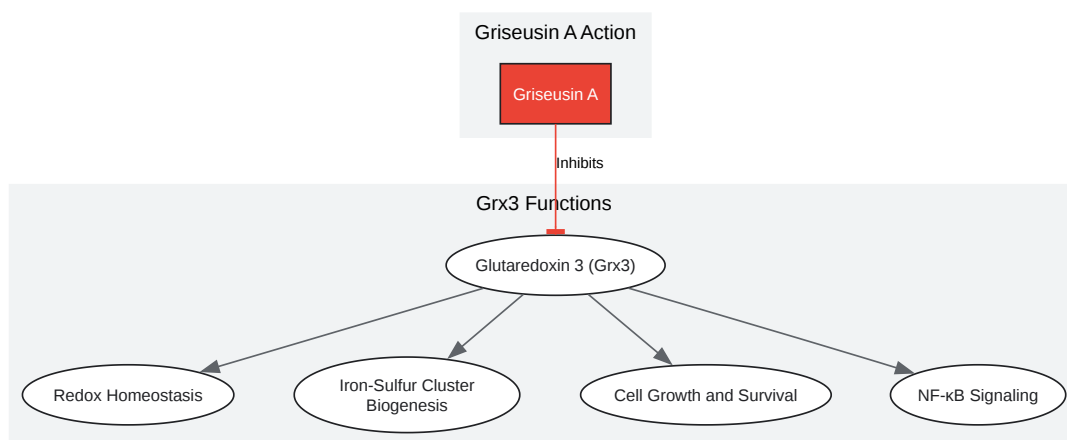 Griseusin A Action
Griseusin A
Inhibits
Grx3 Functions
Glutaredoxin 3 (Grx3)
Redox Homeostasis
Iron-Sulfur Cluster
Biogenesis
Cell Growth and Survival
NF-κB Signaling